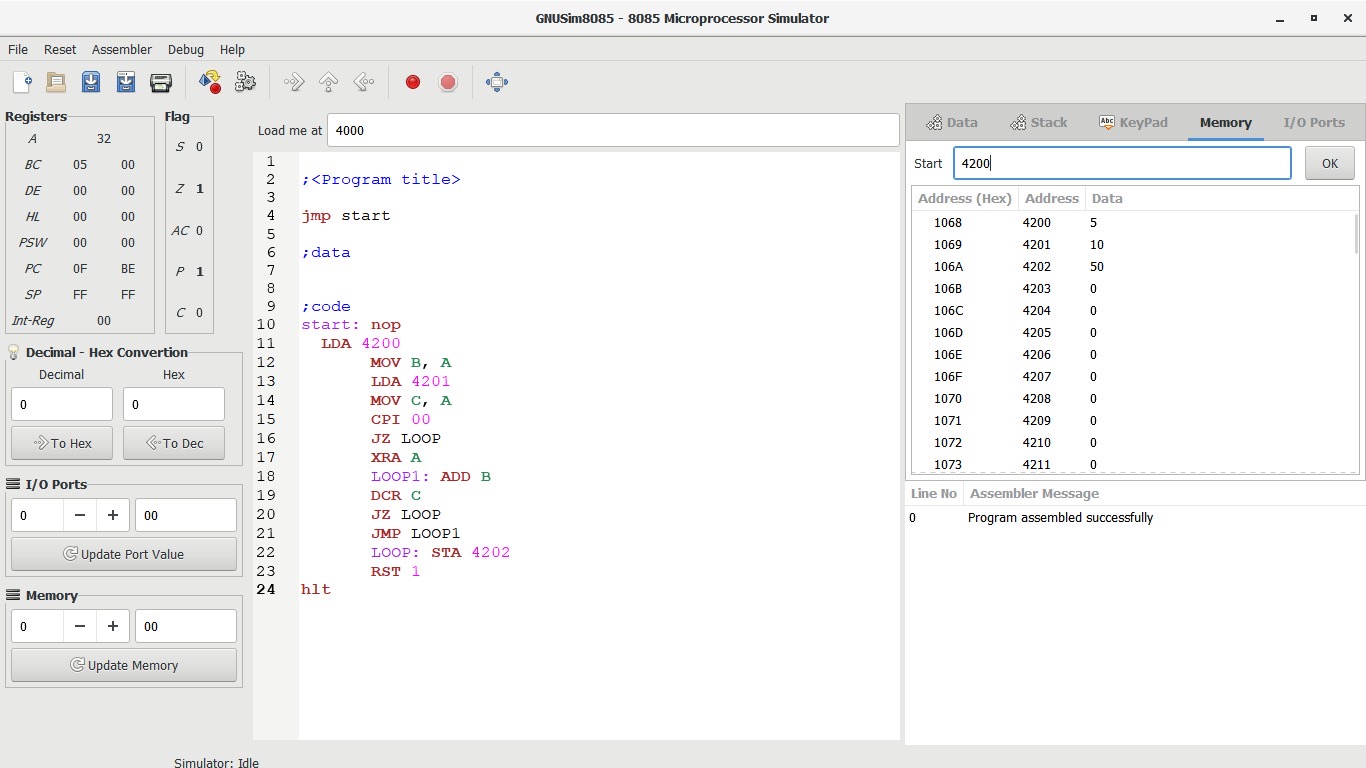 GNUSim8085 - 8085 Microprocessor Simulator
File Reset Assembler Debug Help
Registers
A 32
BC 05 00
DE 00 00
HL 00 00
PSW 00 00
PC 0F BE
SP FF FF
Int-Reg 00
Flag
S 0
Z 1
AC 0
P 1
C 0
Decimal - Hex Convertion
Decimal Hex
0 0
To Hex To Dec
I/O Ports
0 00
Update Port Value
Memory
0 00
Update Memory
Load me at 4000
1
2 ;<Program title>
3
4 jmp start
5
6 ;data
7
8
9 ;code
10 start: nop
11 LDA 4200
12 MOV B, A
13 LDA 4201
14 MOV C, A
15 CPI 00
16 JZ LOOP
17 XRA A
18 LOOP1: ADD B
19 DCR C
20 JZ LOOP
21 JMP LOOP1
22 LOOP: STA 4202
23 RST 1
24 hlt
Data Stack Abc KeyPad Memory I/O Ports
Start 4200 OK
Address (Hex) Address Data
1068 4200 5
1069 4201 10
106A 4202 50
106B 4203 0
106C 4204 0
106D 4205 0
106E 4206 0
106F 4207 0
1070 4208 0
1071 4209 0
1072 4210 0
1073 4211 0
Line No Assembler Message
0 Program assembled successfully
Simulator: Idle